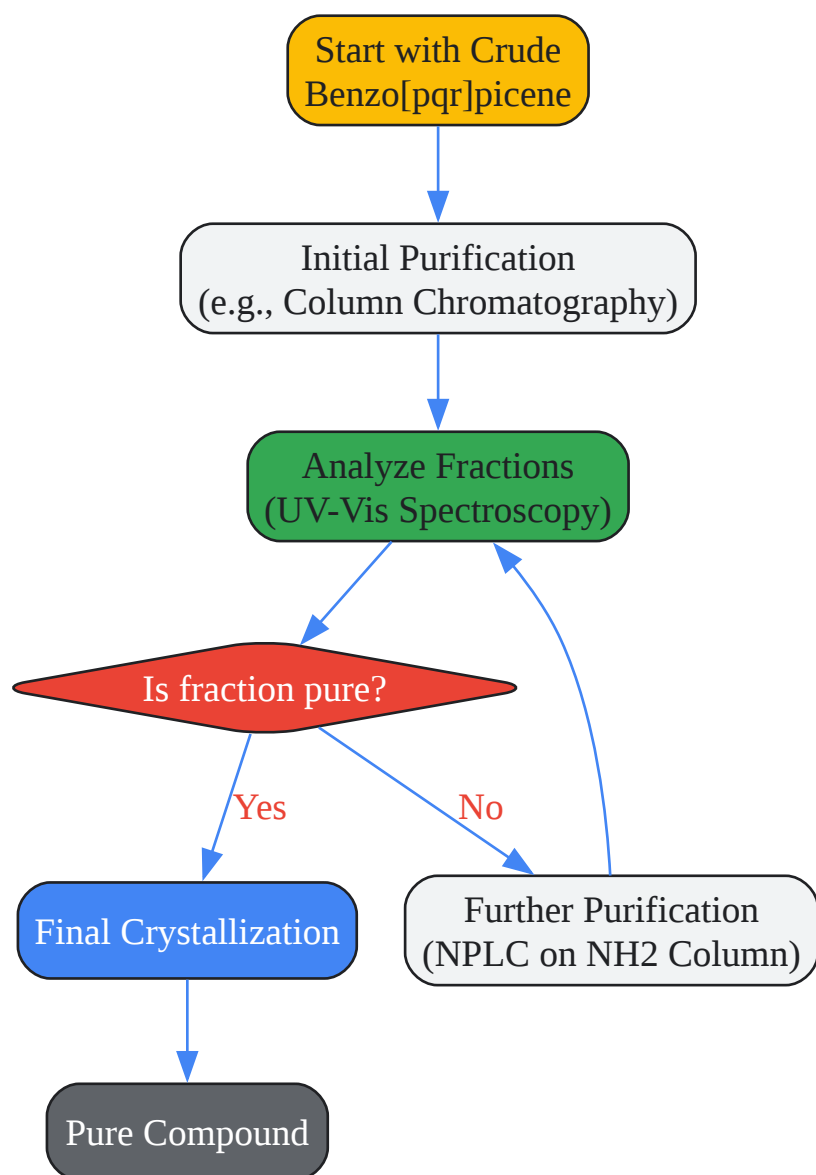 Start with Crude
Benzo[pqr]picene
Initial Purification
(e.g., Column Chromatography)
Analyze Fractions
(UV-Vis Spectroscopy)
Is fraction pure?
Yes
No
Final Crystallization
Further Purification
(NPLC on NH2 Column)
Pure Compound